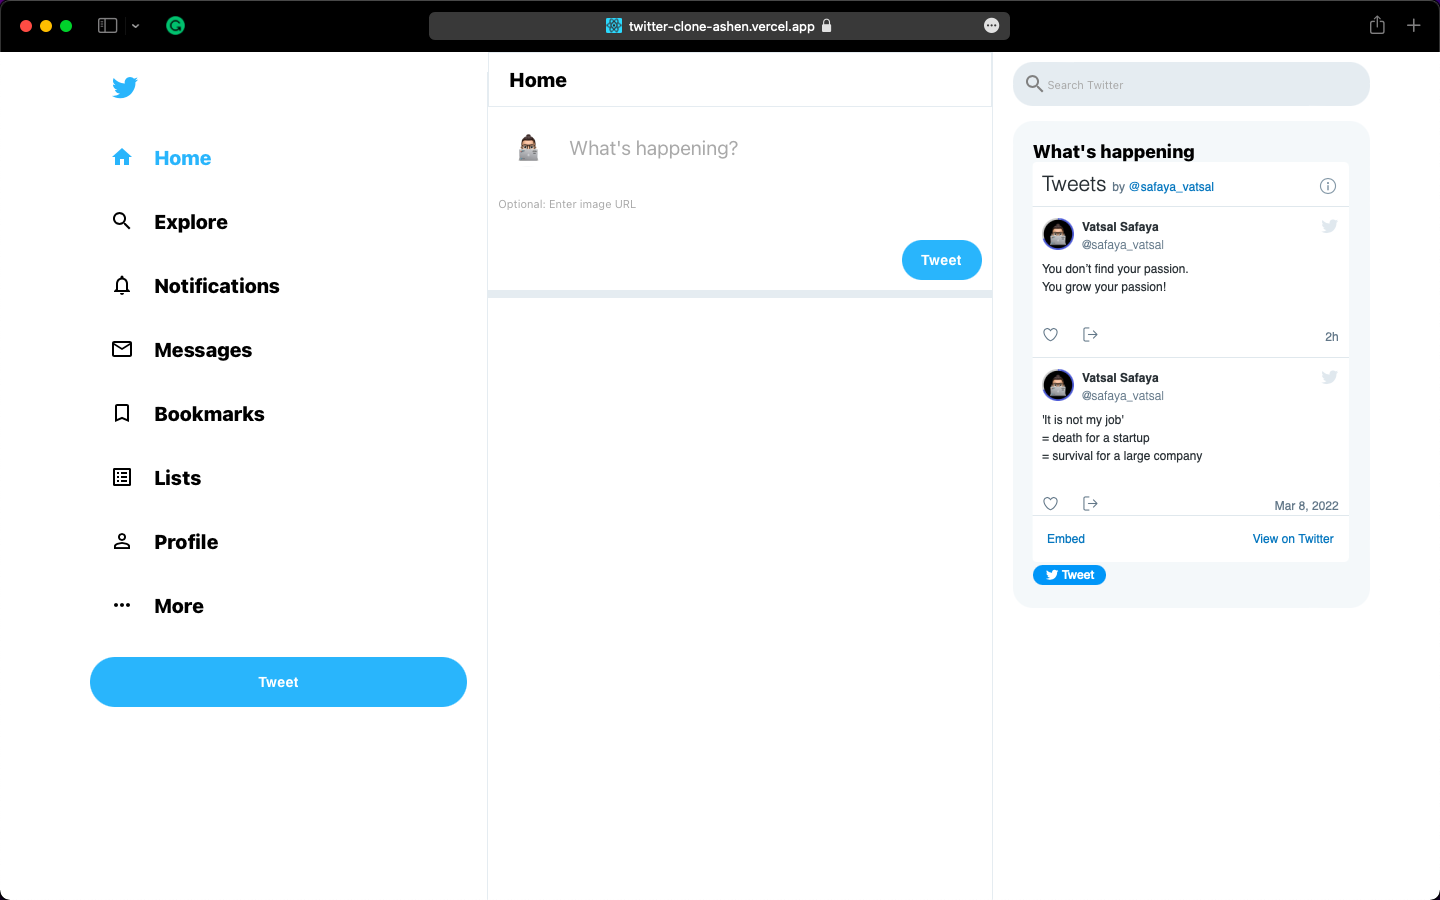 twitter-clone-ashen.vercel.app
Home
Explore
Notifications
Messages
Bookmarks
Lists
Profile
More
Tweet
Home
What's happening?
Optional: Enter image URL
Tweet
Search Twitter
What's happening
Tweets by @safaya_vatsal
Vatsal Safaya
@safaya_vatsal
You don't find your passion.
You grow your passion!
2h
Vatsal Safaya
@safaya_vatsal
'It is not my job'
= death for a startup
= survival for a large company
Mar 8, 2022
Embed
View on Twitter
Tweet